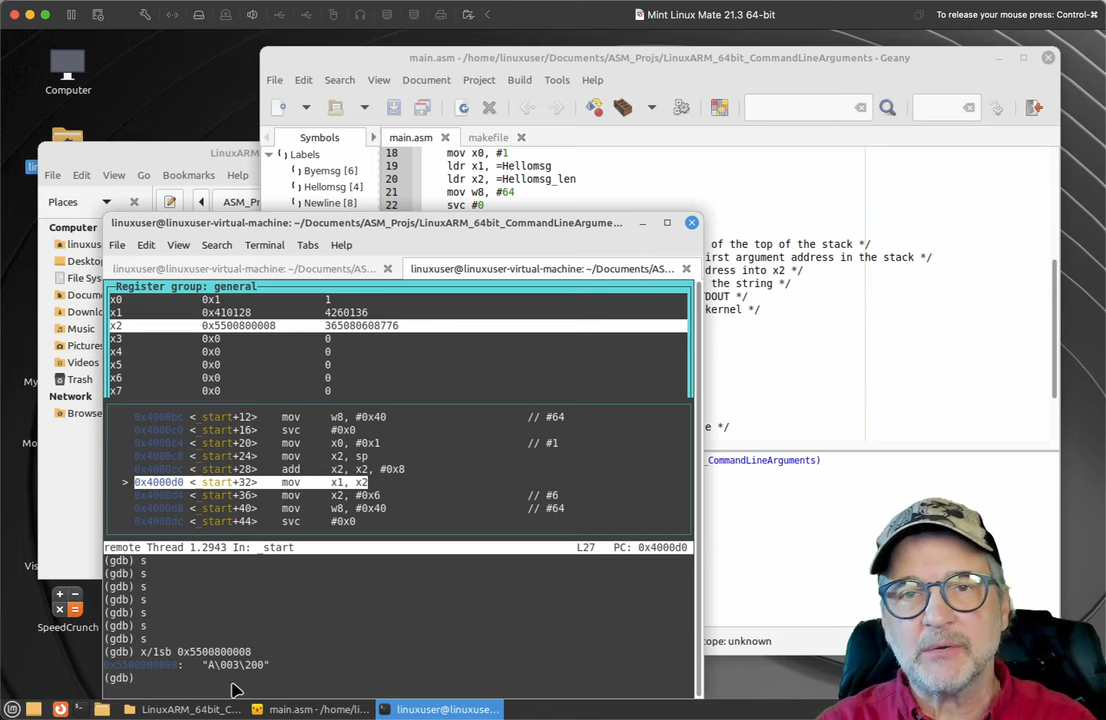 Mint Linux Mate 21.3 64-bit
To release your mouse press: Control-⌘
Computer
main.asm - /home/linuxuser/Documents/ASM_Projs/LinuxARM_64bit_CommandLineArguments - Geany
File Edit Search View Document Project Build Tools Help
Symbols
main.asm
makefile
Labels
Byemsg [6]
Hellomsg [4]
Newline [8]
18 mov x0, #1
19 ldr x1, =Hellomsg
20 ldr x2, =Hellomsg_len
21 mov w8, #64
22 svc #0
of the top of the stack */
irst argument address in the stack */
dress into x2 */
the string */
DOUT */
kernel */
e */
_CommandLineArguments)
cope: unknown
LinuxARM
File Edit View Go Bookmarks Help
Places
ASM_Pr
Computer
linuxus
Deskto
File Sys
Docume
Downlo
Music
Pictures
Videos
Trash
Network
Browse
linuxuser@linuxuser-virtual-machine: ~/Documents/ASM_Projs/LinuxARM_64bit_CommandLineArgume...
File Edit View Search Terminal Tabs Help
linuxuser@linuxuser-virtual-machine: ~/Documents/AS...
linuxuser@linuxuser-virtual-machine: ~/Documents/AS...
Register group: general
x0 0x1 1
x1 0x410128 4260136
x2 0x5500800008 365080608776
x3 0x0 0
x4 0x0 0
x5 0x0 0
x6 0x0 0
x7 0x0 0
0x4000bc <_start+12> mov w8, #0x40 // #64
0x4000c0 <_start+16> svc #0x0
0x4000c4 <_start+20> mov x0, #0x1 // #1
0x4000c8 <_start+24> mov x2, sp
0x4000cc <_start+28> add x2, x2, #0x8
> 0x4000d0 <_start+32> mov x1, x2
0x4000d4 <_start+36> mov x2, #0x6 // #6
0x4000d8 <_start+40> mov w8, #0x40 // #64
0x4000dc <_start+44> svc #0x0
remote Thread 1.2943 In: _start L27 PC: 0x4000d0
(gdb) s
(gdb) s
(gdb) s
(gdb) s
(gdb) s
(gdb) s
(gdb) s
(gdb) x/1sb 0x5500800008
0x5500800008: "A\003\200"
(gdb)
SpeedCrunch
LinuxARM_64bit_C...
main.asm - /home/li...
linuxuser@linuxuse...